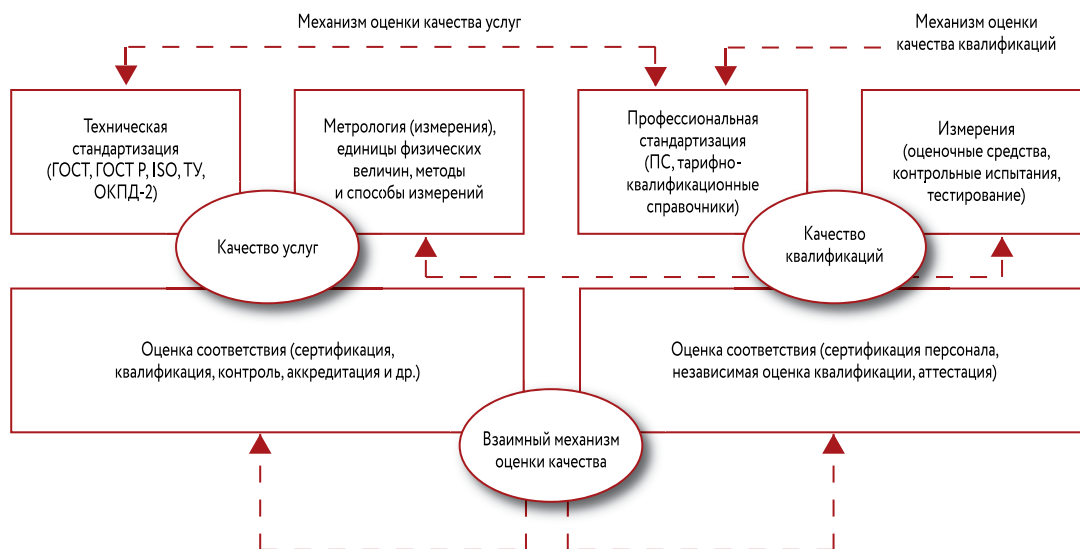 Механизм оценки качества услуг
Механизм оценки
качества квалификаций
Техническая
стандартизация
(ГОСТ, ГОСТ Р, ISO, ТУ,
ОКПД-2)
Метрология (измерения),
единицы физических
величин, методы
и способы измерений
Профессиональная
стандартизация
(ПС, тарифно-
квалификационные
справочники)
Измерения
(оценочные средства,
контрольные испытания,
тестирование)
Качество услуг
Качество
квалификаций
Оценка соответствия (сертификация,
квалификация, контроль, аккредитация и др.)
Оценка соответствия (сертификация персонала,
независимая оценка квалификации, аттестация)
Взаимный механизм
оценки качества